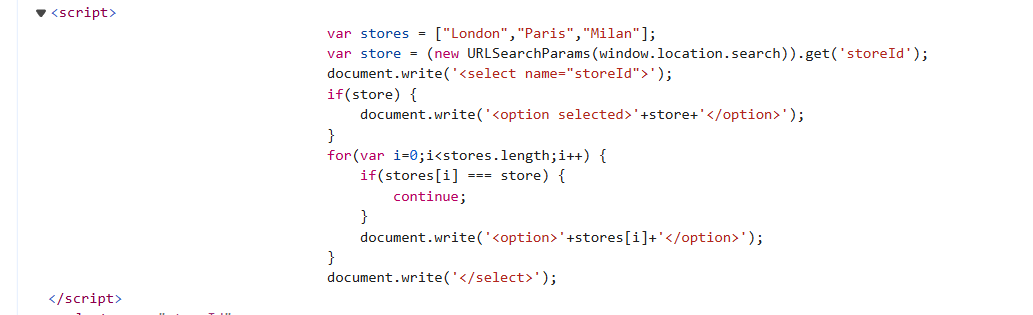 ▼<script>
var stores = ["London","Paris","Milan"];
var store = (new URLSearchParams(window.location.search)).get('storeId');
document.write('<select name="storeId">');
if(store) {
document.write('<option selected>'+store+'</option>');
}
for(var i=0;i<stores.length;i++) {
if(stores[i] === store) {
continue;
}
document.write('<option>'+stores[i]+'</option>');
}
document.write('</select>');
</script>